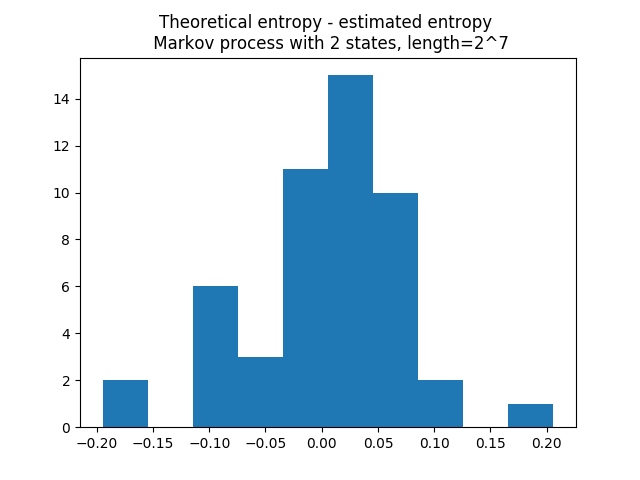 Theoretical entropy - estimated entropy
Markov process with 2 states, length=2^7
14
12
10
8
6
4
2
0
−0.20 −0.15 −0.10 −0.05 0.00 0.05 0.10 0.15 0.20